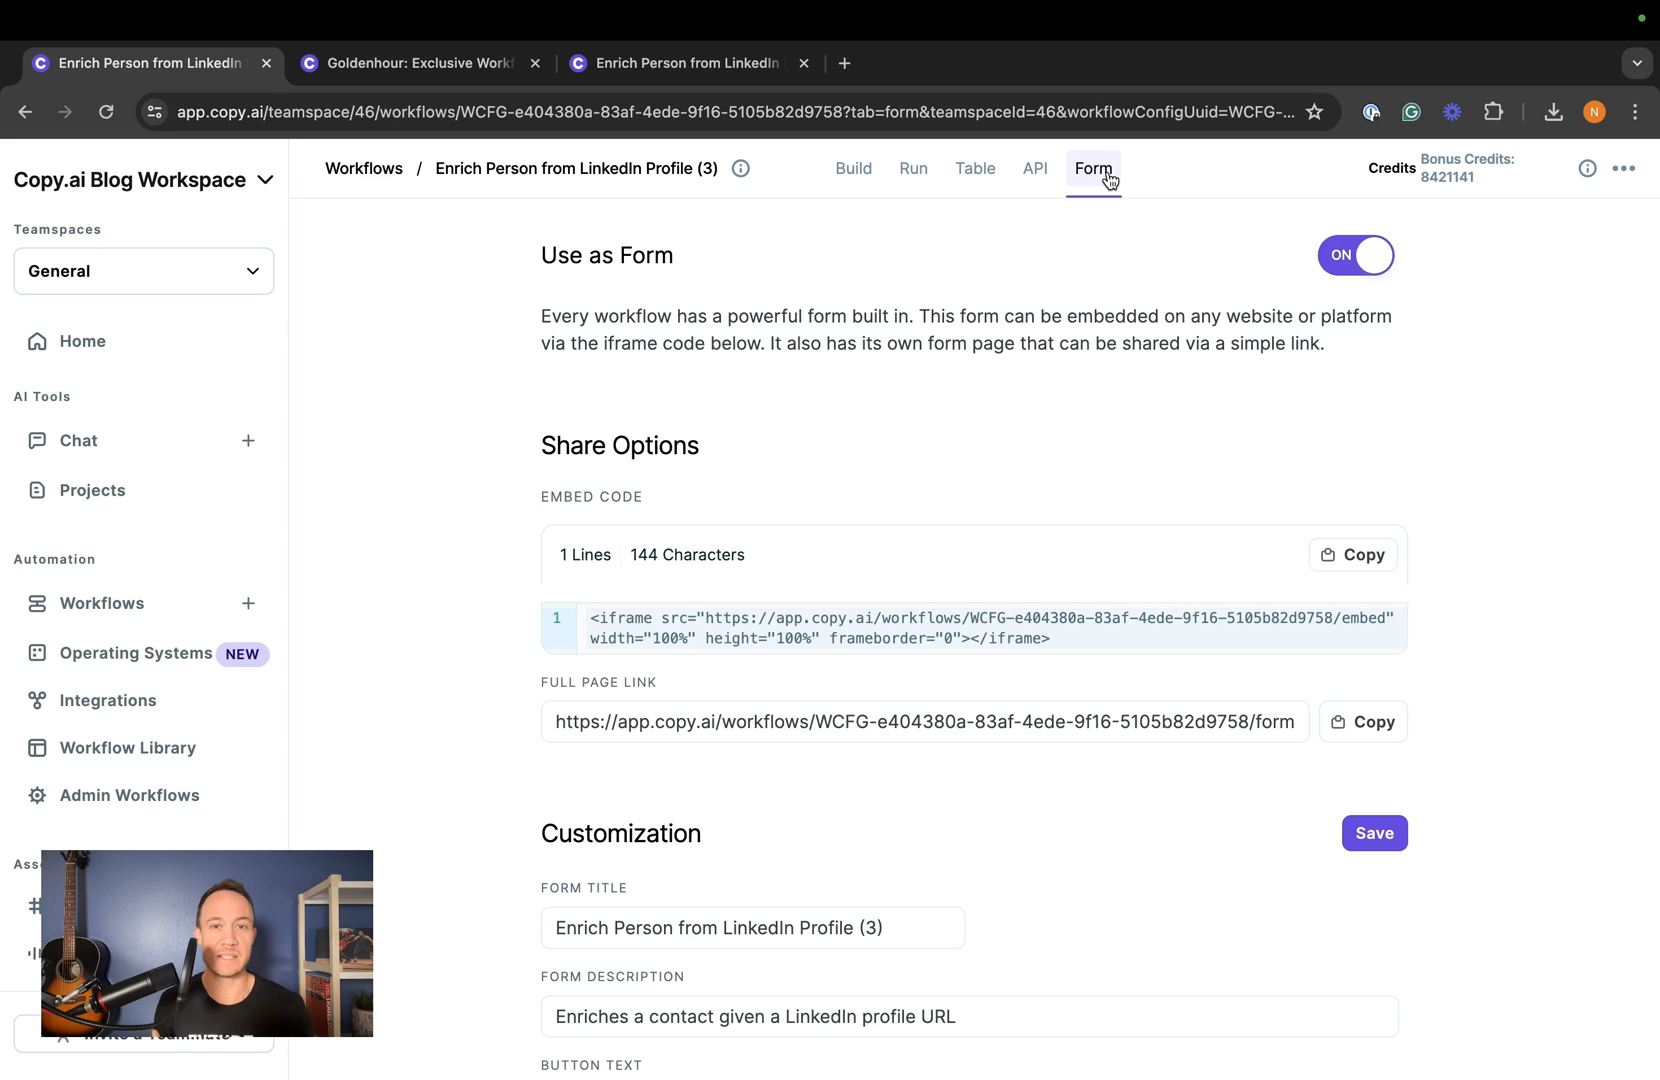 Enrich Person from LinkedIn
Goldenhour: Exclusive Workf
Enrich Person from LinkedIn
app.copy.ai/teamspace/46/workflows/WCFG-e404380a-83af-4ede-9f16-5105b82d9758?tab=form&teamspaceId=46&workflowConfigUuid=WCFG-...
N
Copy.ai Blog Workspace
Workflows / Enrich Person from LinkedIn Profile (3)
Build
Run
Table
API
Form
Credits
Bonus Credits:
8421141
Teamspaces
General
Home
AI Tools
Chat
Projects
Automation
Workflows
Operating Systems NEW
Integrations
Workflow Library
Admin Workflows
Use as Form
ON
Every workflow has a powerful form built in. This form can be embedded on any website or platform
via the iframe code below. It also has its own form page that can be shared via a simple link.
Share Options
EMBED CODE
1 Lines 144 Characters
Copy
1 <iframe src="https://app.copy.ai/workflows/WCFG-e404380a-83af-4ede-9f16-5105b82d9758/embed"
width="100%" height="100%" frameborder="0"></iframe>
FULL PAGE LINK
https://app.copy.ai/workflows/WCFG-e404380a-83af-4ede-9f16-5105b82d9758/form
Copy
Customization
Save
FORM TITLE
Enrich Person from LinkedIn Profile (3)
FORM DESCRIPTION
Enriches a contact given a LinkedIn profile URL
BUTTON TEXT